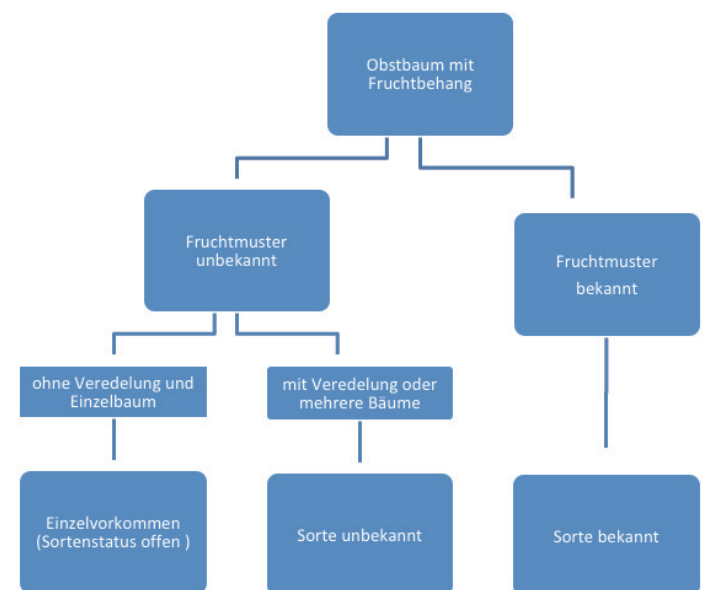 Obstbaum mit
Fruchtbehang
Fruchtmuster
unbekannt
Fruchtmuster
bekannt
ohne Veredelung und
Einzelbaum
mit Veredelung oder
mehrere Bäume
Einzelvorkommen
(Sortenstatus offen )
Sorte unbekannt
Sorte bekannt